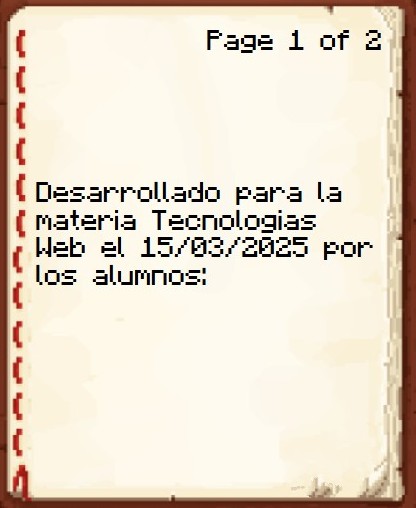 Page 1 of 2
Desarrollado para la
materia Tecnologias
Web el 15/03/2025 por
los alumnos: